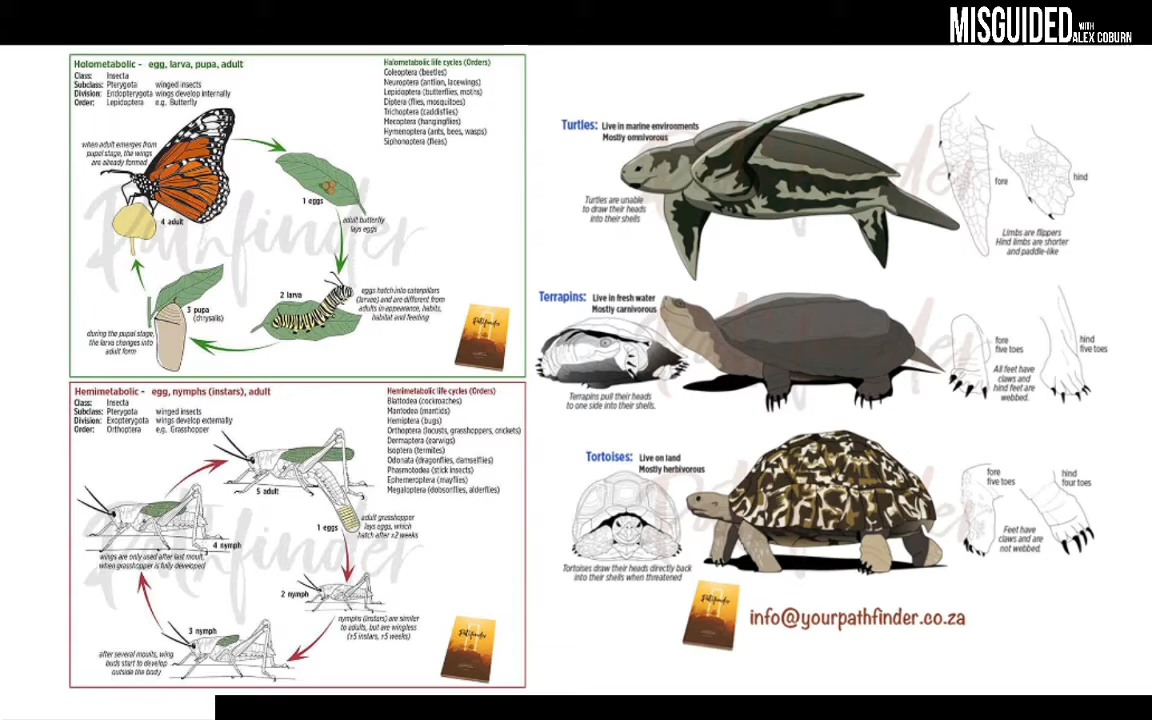 MISGUIDED WITH ALEX COBURN
Holometabolic - egg, larva, pupa, adult
Class: Insecta
Subclass: Pterygota winged insects
Division: Endopterygota wings develop internally
Order: Lepidoptera e.g. Butterfly
Halometabolic life cycles (Orders)
Coleoptera (beetles)
Neuroptera (antlion, lacewings)
Lepidoptera (butterflies, moths)
Diptera (flies, mosquitoes)
Trichoptera (caddisflies)
Mecoptera (hangingflies)
Hymenoptera (ants, bees, wasps)
Siphonoptera (fleas)
when adult emerges from
pupel stage, the wings
are already formed
4 adult
1 eggs
adult butterfly
lays eggs
2 larva
eggs hatch into caterpillars
(larvae) and are different from
adults in appearance, habits,
habitat and feeding
3 pupa
(chrysalis)
during the pupal stage,
the larva changes into
adult form
Pathfinder
Pathfinder
Hemimetabolic - egg, nymphs (instars), adult
Class: Insecta
Subclass: Pterygota winged insects
Division: Exopterygota wings develop externally
Order: Orthoptera e.g. Grasshopper
Hemimetabolic life cycles (Orders)
Blattodea (cockroaches)
Mantodea (mantids)
Hemiptera (bugs)
Orthoptera (locusts, grasshoppers, crickets)
Dermaptera (earwigs)
Isoptera (termites)
Odonata (dragonflies, damselflies)
Phasmotodea (stick insects)
Ephemeroptera (mayflies)
Megaloptera (dobsonflies, alderflies)
5 adult
1 eggs
adult grasshopper
lays eggs, which
hatch after ±2 weeks
4 nymph
wings are only used after last moult,
when grasshopper is fully developed
2 nymph
nymphs (instars) are similar
to adults, but are wingless
(±5 instars, ±5 weeks)
3 nymph
after several moults, wing
buds start to develop
outside the body
Pathfinder
Pathfinder
Turtles: Live in marine environments
Mostly omnivorous
Turtles are unable
to draw their heads
into their shells
fore
hind
Limbs are flippers
Hind limbs are shorter
and paddle-like
Terrapins: Live in fresh water
Mostly carnivorous
Terrapins pull their heads
to one side into their shells.
fore
five toes
hind
five toes
All feet have
claws and
hind feet are
webbed.
Tortoises: Live on land
Mostly herbivorous
Tortoises draw their heads directly back
into their shells when threatened
fore
five toes
hind
four toes
Feet have
claws and are
not webbed.
Pathfinder
info@yourpathfinder.co.za